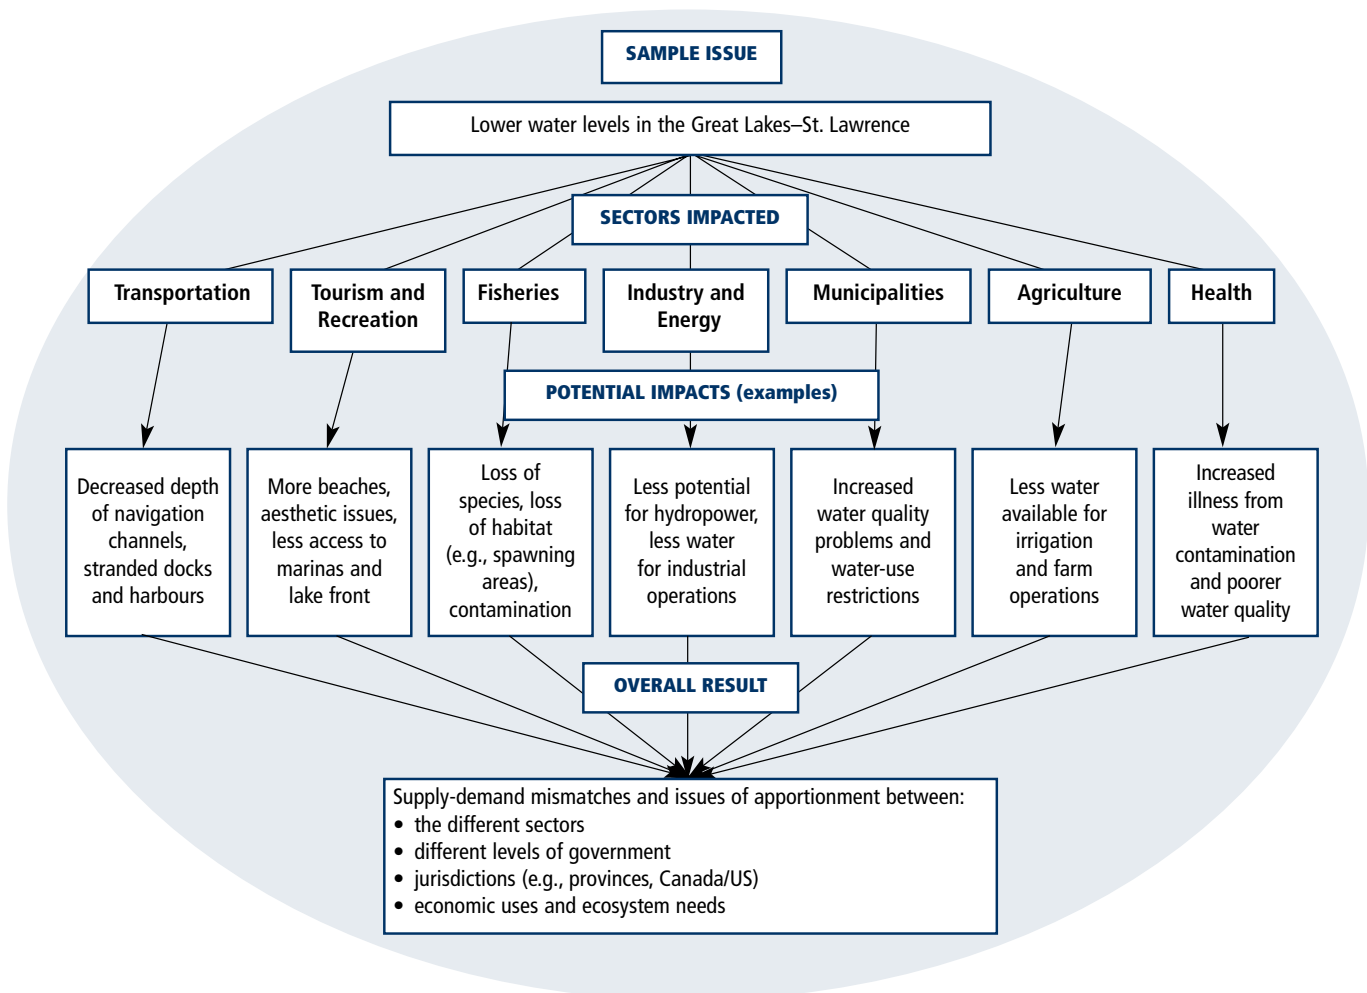 SAMPLE ISSUE
Lower water levels in the Great Lakes–St. Lawrence
SECTORS IMPACTED
Transportation
Tourism and
Recreation
Fisheries
Industry and
Energy
Municipalities
Agriculture
Health
POTENTIAL IMPACTS (examples)
Decreased depth
of navigation
channels,
stranded docks
and harbours
More beaches,
aesthetic issues,
less access to
marinas and
lake front
Loss of
species, loss
of habitat
(e.g., spawning
areas),
contamination
Less potential
for hydropower,
less water
for industrial
operations
Increased
water quality
problems and
water-use
restrictions
Less water
available for
irrigation
and farm
operations
Increased
illness from
water
contamination
and poorer
water quality
OVERALL RESULT
Supply-demand mismatches and issues of apportionment between:
• the different sectors
• different levels of government
• jurisdictions (e.g., provinces, Canada/US)
• economic uses and ecosystem needs